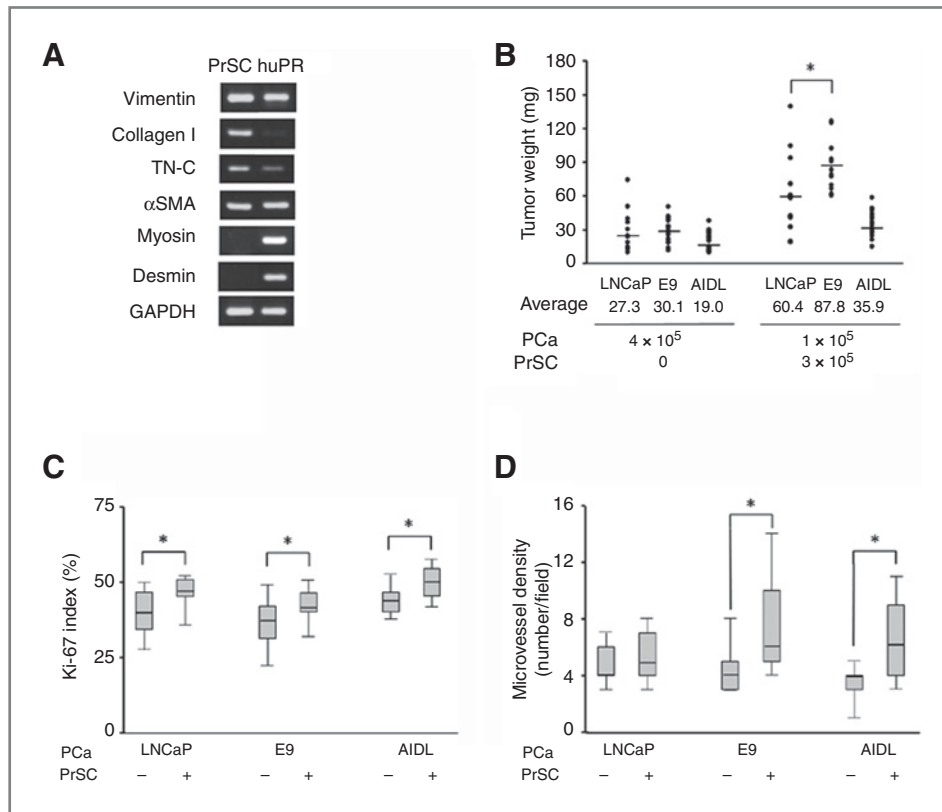 A
PrSC huPR
Vimentin
Collagen I
TN-C
αSMA
Myosin
Desmin
GAPDH
B
Tumor weight (mg)
180
150
120
90
60
30
0
*
LNCaP E9 AIDL LNCaP E9 AIDL
Average 27.3 30.1 19.0 60.4 87.8 35.9
PCa 4 × 10⁵ 1 × 10⁵
PrSC 0 3 × 10⁵
C
Ki-67 index (%)
75
50
25
0
* * *
PCa LNCaP E9 AIDL
PrSC – + – + – +
D
Microvessel density
(number/field)
16
12
8
4
0
* *
PCa LNCaP E9 AIDL
PrSC – + – + – +